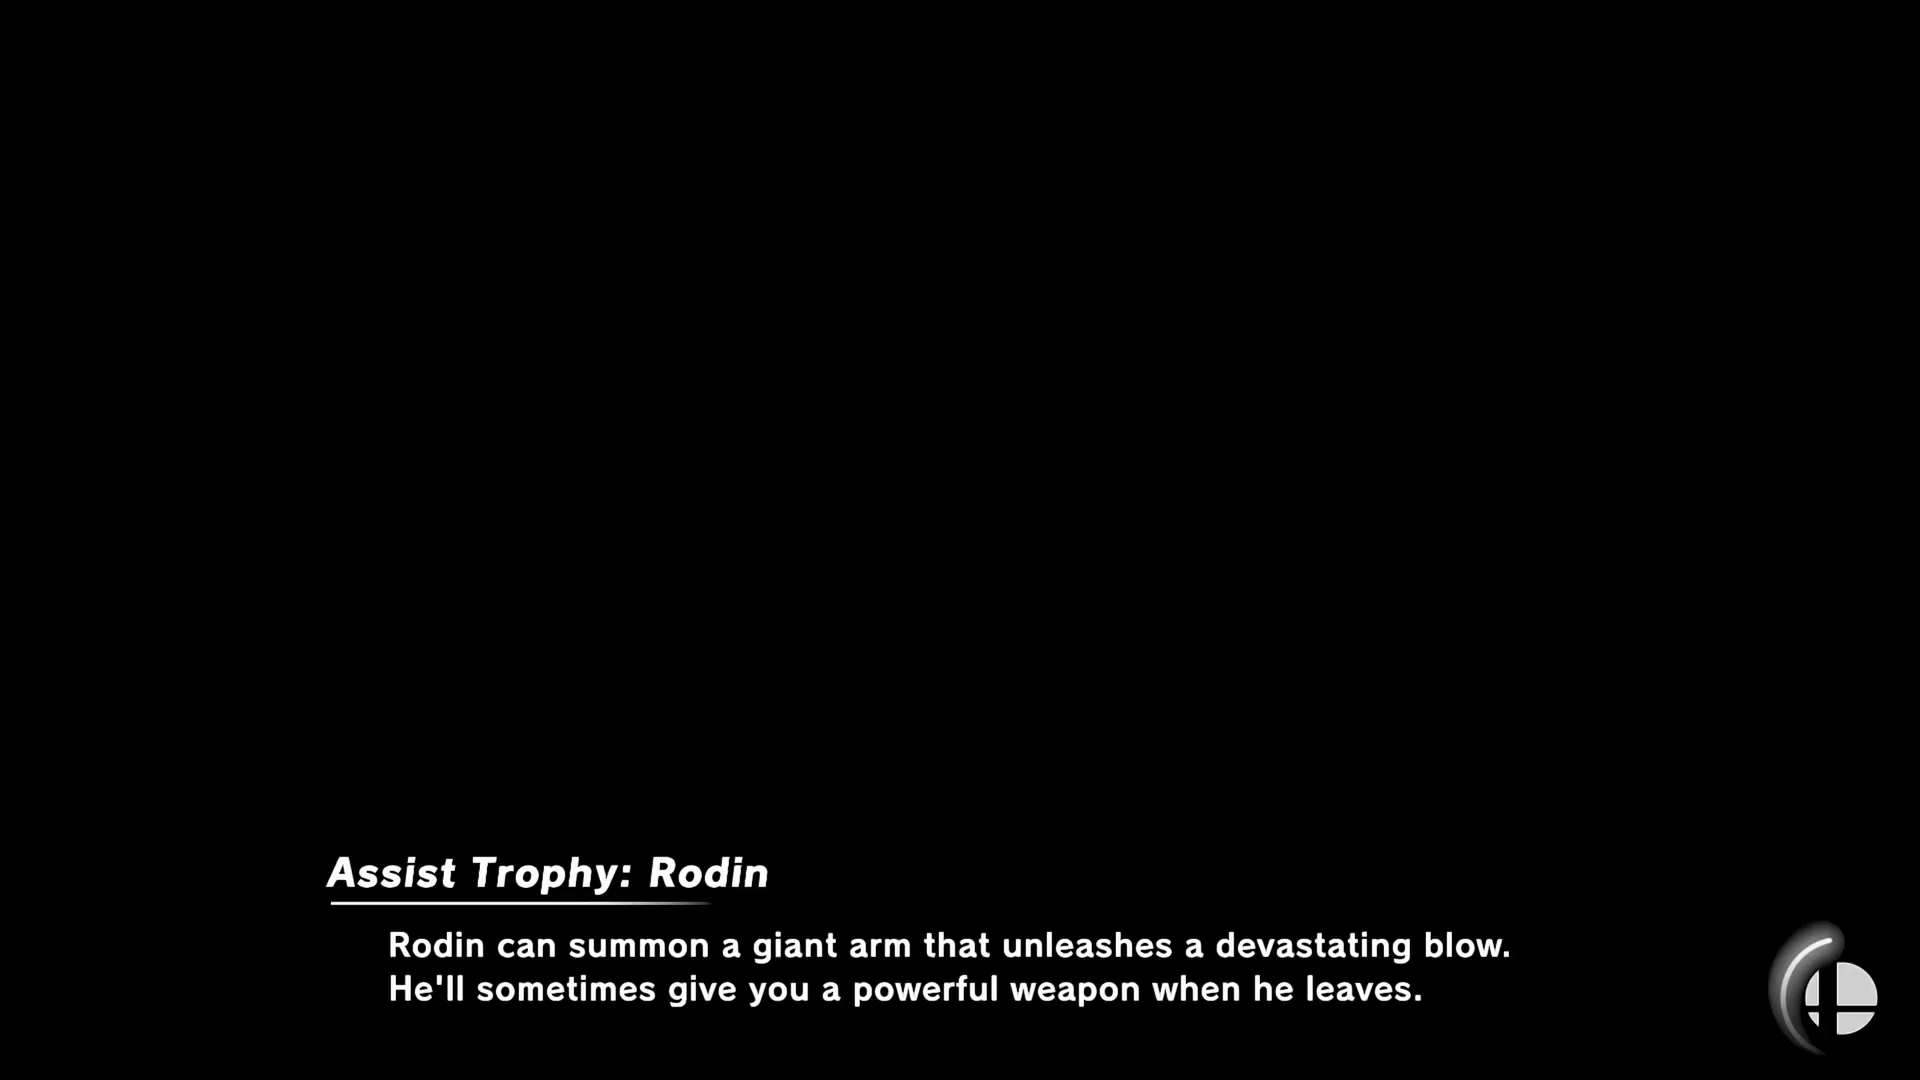 Assist Trophy: Rodin
Rodin can summon a giant arm that unleashes a devastating blow.
He'll sometimes give you a powerful weapon when he leaves.